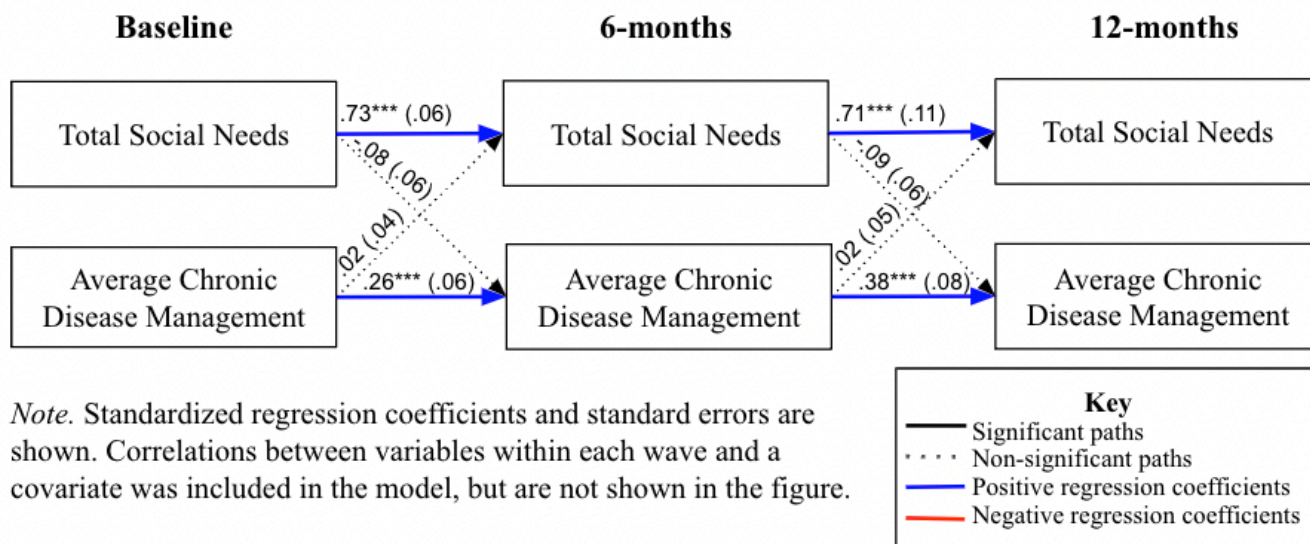 Baseline
6-months
12-months
Total Social Needs
.73*** (.06)
Total Social Needs
.71*** (.11)
Total Social Needs
-.08 (.06)
-.09 (.06)
.02 (.04)
.02 (.05)
Average Chronic
Disease Management
.26*** (.06)
Average Chronic
Disease Management
.38*** (.08)
Average Chronic
Disease Management
Note. Standardized regression coefficients and standard errors are
shown. Correlations between variables within each wave and a
covariate was included in the model, but are not shown in the figure.
Key
Significant paths
Non-significant paths
Positive regression coefficients
Negative regression coefficients